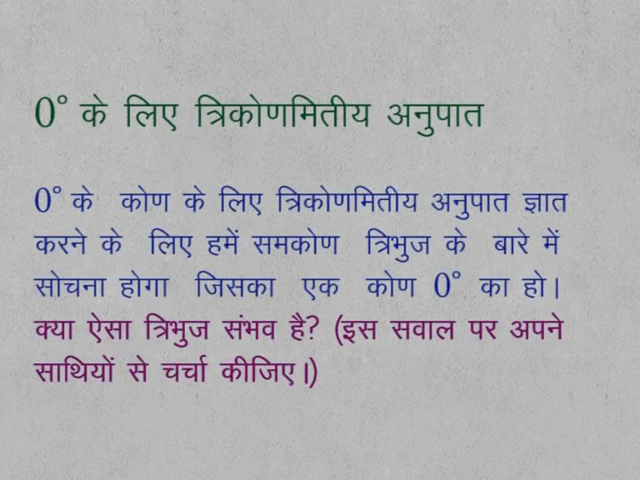 0° के लिए त्रिकोणमितीय अनुपात
0° के कोण के लिए त्रिकोणमितीय अनुपात ज्ञात
करने के लिए हमें समकोण त्रिभुज के बारे में
सोचना होगा जिसका एक कोण 0° का हो।
क्या ऐसा त्रिभुज संभव है? (इस सवाल पर अपने
साथियों से चर्चा कीजिए।)